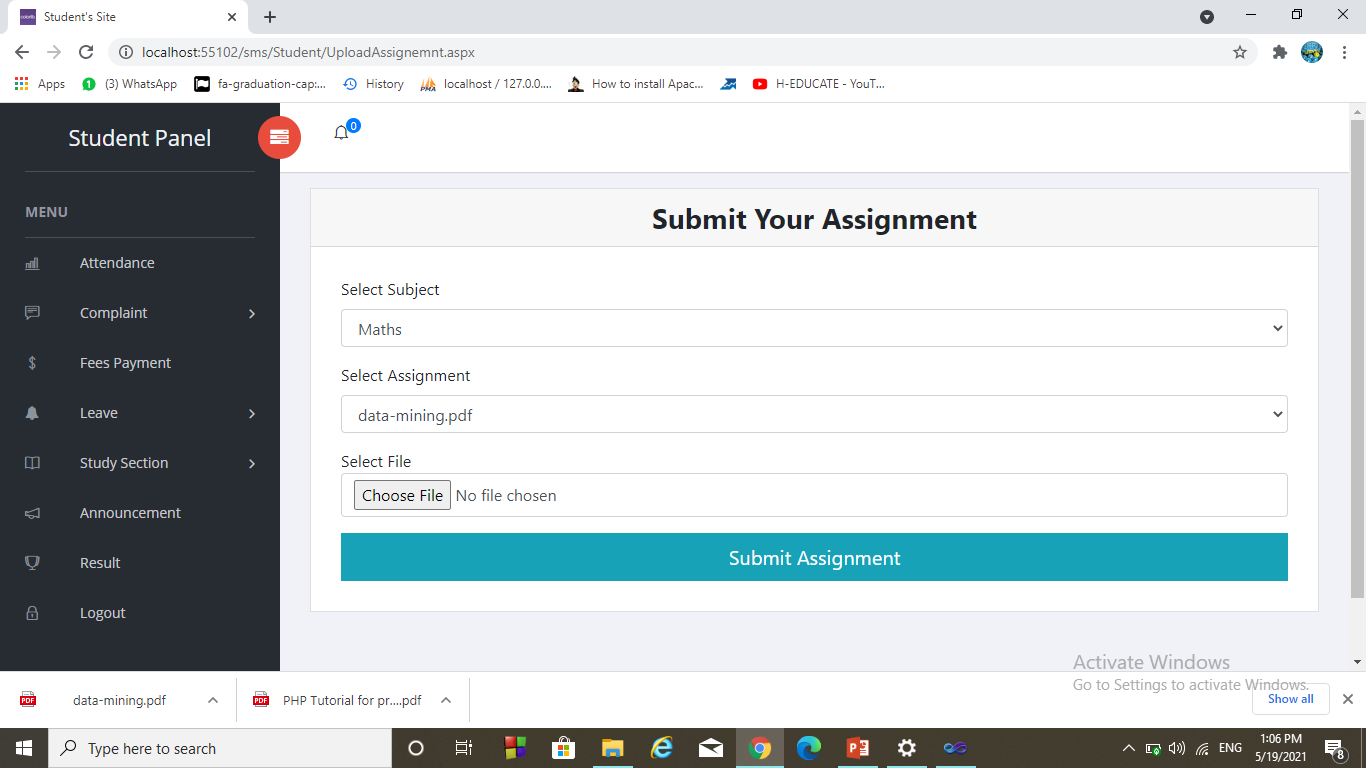 Student's Site
localhost:55102/sms/Student/UploadAssignemnt.aspx
Apps
1
(3) WhatsApp
fa-graduation-cap:...
History
PMA
localhost / 127.0.0....
How to install Apac...
H-EDUCATE - YouT...
Student Panel
0
MENU
Attendance
Complaint
Fees Payment
Leave
Study Section
Announcement
Result
Logout
Submit Your Assignment
Select Subject
Maths
Select Assignment
data-mining.pdf
Select File
Choose File No file chosen
Submit Assignment
Activate Windows
Go to Settings to activate Windows.
PDF
data-mining.pdf
PDF
PHP Tutorial for pr....pdf
Show all
Type here to search
ENG
1:06 PM
5/19/2021
8